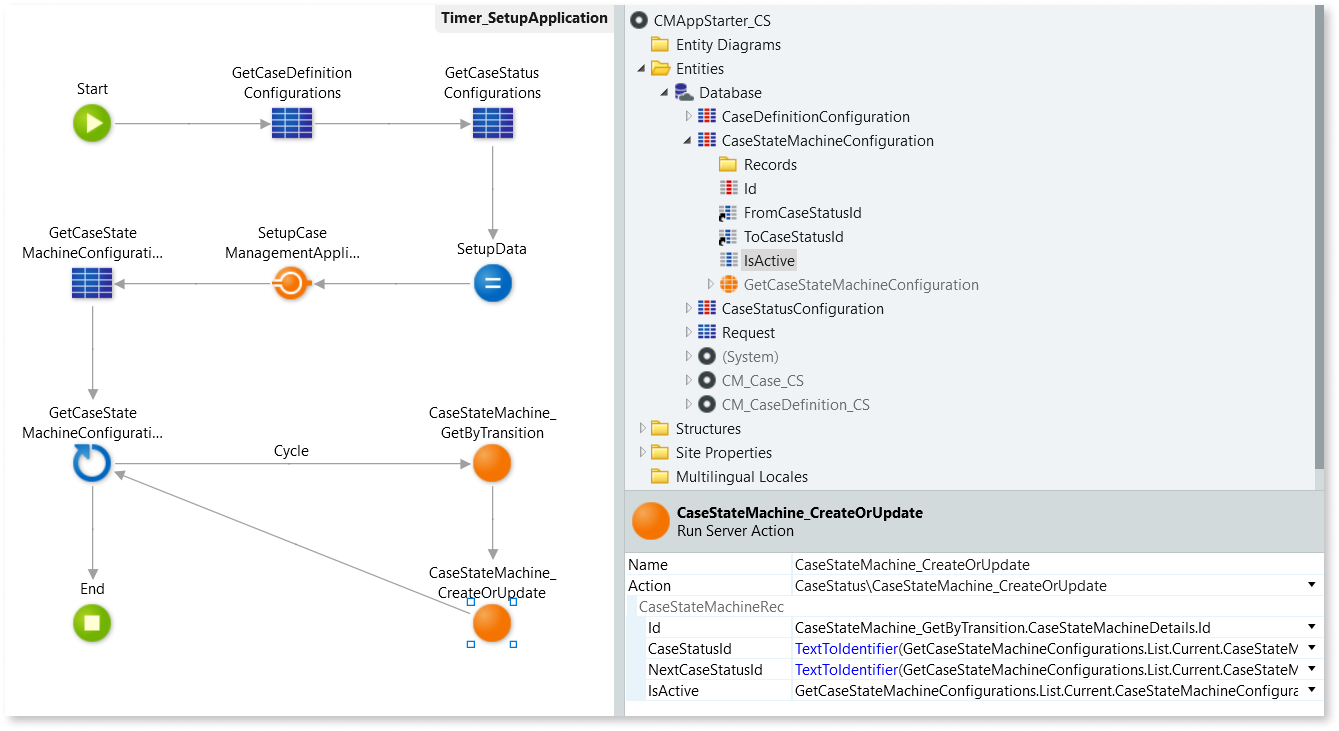 Timer_SetupApplication
Start
GetCaseDefinition
Configurations
GetCaseStatus
Configurations
GetCaseState
MachineConfigurati...
SetupCase
ManagementAppli...
SetupData
GetCaseState
MachineConfigurati...
Cycle
CaseStateMachine_
GetByTransition
End
CaseStateMachine_
CreateOrUpdate
CMAppStarter_CS
Entity Diagrams
Entities
Database
CaseDefinitionConfiguration
CaseStateMachineConfiguration
Records
Id
FromCaseStatusId
ToCaseStatusId
IsActive
GetCaseStateMachineConfiguration
CaseStatusConfiguration
Request
(System)
CM_Case_CS
CM_CaseDefinition_CS
Structures
Site Properties
Multilingual Locales
CaseStateMachine_CreateOrUpdate
Run Server Action
Name CaseStateMachine_CreateOrUpdate
Action CaseStatus\CaseStateMachine_CreateOrUpdate
CaseStateMachineRec
Id CaseStateMachine_GetByTransition.CaseStateMachineDetails.Id
CaseStatusId TextToIdentifier(GetCaseStateMachineConfigurations.List.Current.CaseStateM
NextCaseStatusId TextToIdentifier(GetCaseStateMachineConfigurations.List.Current.CaseStateM
IsActive GetCaseStateMachineConfigurations.List.Current.CaseStateMachineConfigura